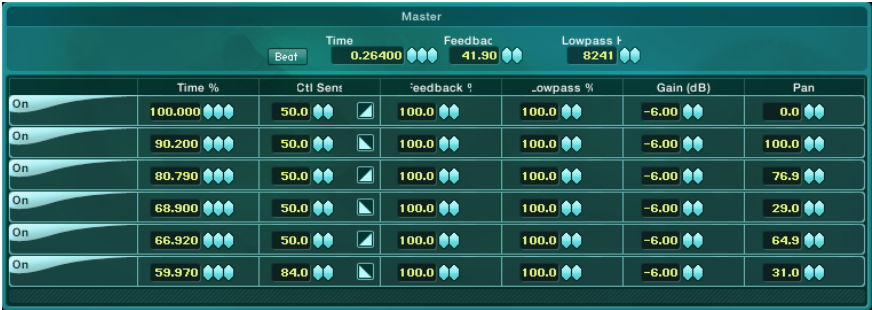 Master
Time Feedbac Lowpass H
Beat 0.26400 41.90 8241
Time % Ctl Sens Feedback % Lowpass % Gain (dB) Pan
On 100.000 50.0 100.0 100.0 -6.00 0.0
On 90.200 50.0 100.0 100.0 -6.00 100.0
On 80.790 50.0 100.0 100.0 -6.00 76.9
On 68.900 50.0 100.0 100.0 -6.00 29.0
On 66.920 50.0 100.0 100.0 -6.00 64.9
On 59.970 84.0 100.0 100.0 -6.00 31.0